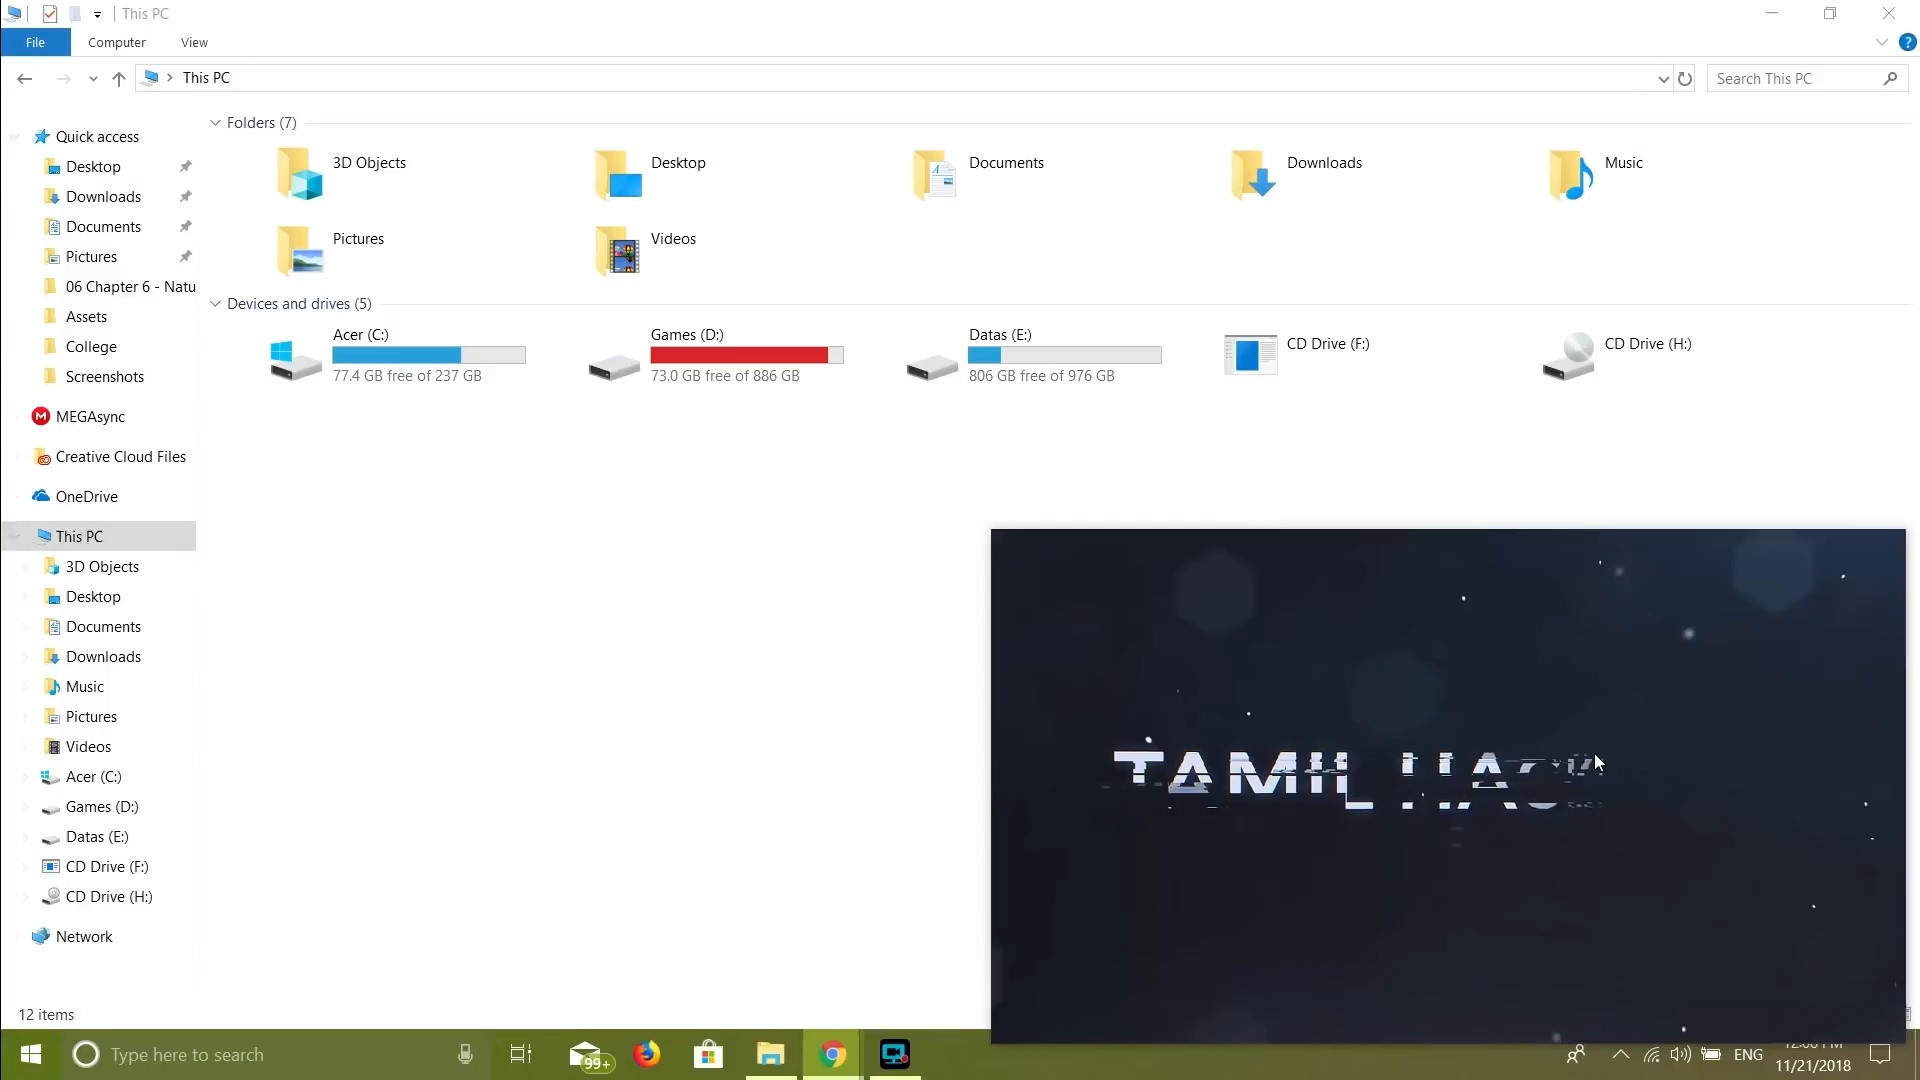 This PC
File
Computer
View
This PC
Search This PC
Quick access
Desktop
Downloads
Documents
Pictures
06 Chapter 6 - Natu
Assets
College
Screenshots
MEGAsync
Creative Cloud Files
OneDrive
This PC
3D Objects
Desktop
Documents
Downloads
Music
Pictures
Videos
Acer (C:)
Games (D:)
Datas (E:)
CD Drive (F:)
CD Drive (H:)
Network
Folders (7)
3D Objects
Desktop
Documents
Downloads
Music
Pictures
Videos
Devices and drives (5)
Acer (C:)
77.4 GB free of 237 GB
Games (D:)
73.0 GB free of 886 GB
Datas (E:)
806 GB free of 976 GB
CD Drive (F:)
CD Drive (H:)
TAMIL
12 items
Type here to search
99+
ENG
11/21/2018